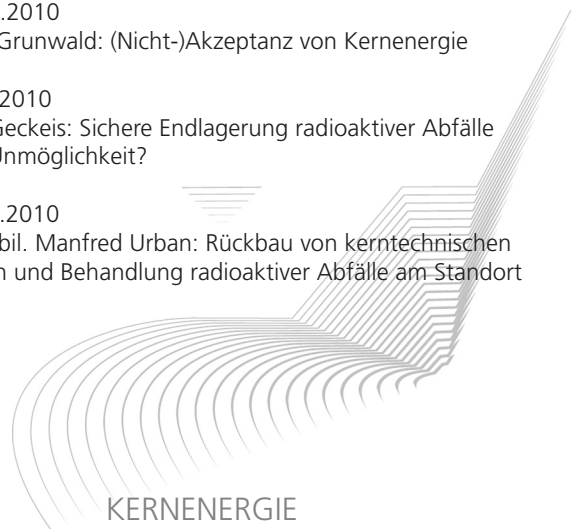 .2010
Grunwald: (Nicht-)Akzeptanz von Kernenergie
2010
Geckeis: Sichere Endlagerung radioaktiver Abfälle
Unmöglichkeit?
.2010
bil. Manfred Urban: Rückbau von kerntechnischen
n und Behandlung radioaktiver Abfälle am Standort
KERNENERGIE